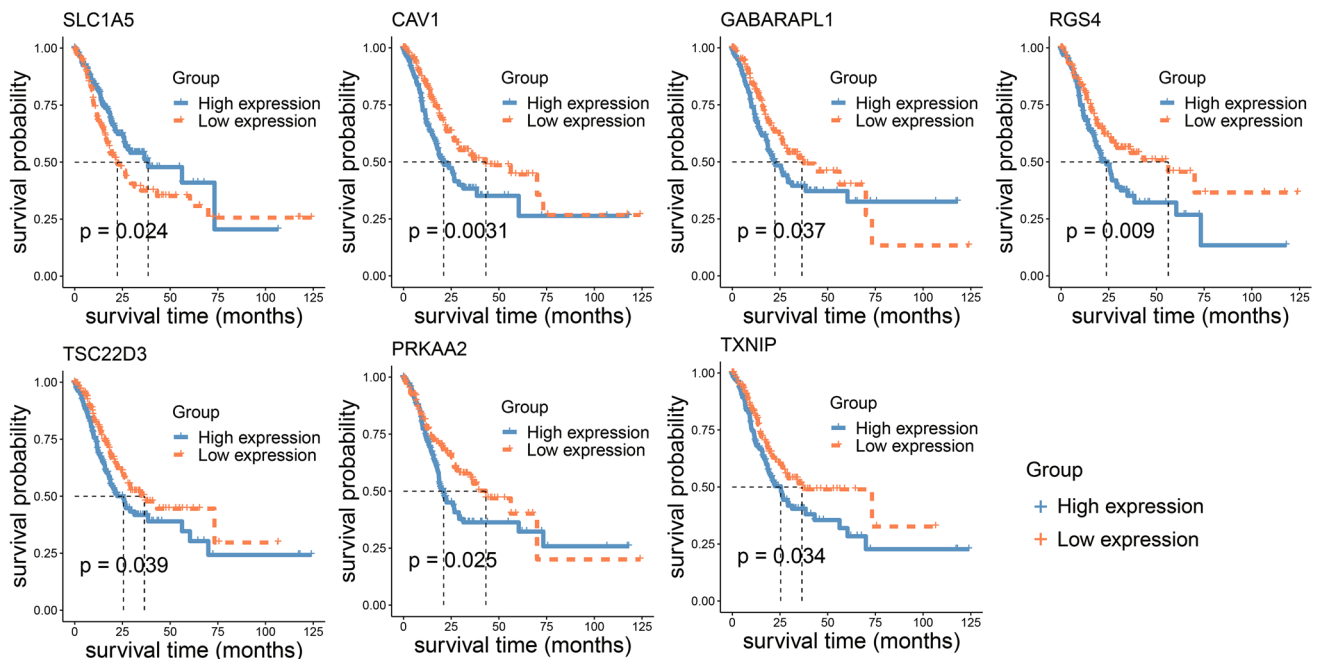 SLC1A5
survival probability
1.00
0.75
0.50
0.25
0.00
Group
High expression
Low expression
p = 0.024
0 25 50 75 100 125
survival time (months)
CAV1
survival probability
1.00
0.75
0.50
0.25
0.00
Group
High expression
Low expression
p = 0.0031
0 25 50 75 100 125
survival time (months)
GABARAPL1
survival probability
1.00
0.75
0.50
0.25
0.00
Group
High expression
Low expression
p = 0.037
0 25 50 75 100 125
survival time (months)
RGS4
survival probability
1.00
0.75
0.50
0.25
0.00
Group
High expression
Low expression
p = 0.009
0 25 50 75 100 125
survival time (months)
TSC22D3
survival probability
1.00
0.75
0.50
0.25
0.00
Group
High expression
Low expression
p = 0.039
0 25 50 75 100 125
survival time (months)
PRKAA2
survival probability
1.00
0.75
0.50
0.25
0.00
Group
High expression
Low expression
p = 0.025
0 25 50 75 100 125
survival time (months)
TXNIP
survival probability
1.00
0.75
0.50
0.25
0.00
Group
High expression
Low expression
p = 0.034
0 25 50 75 100 125
survival time (months)
Group
High expression
Low expression